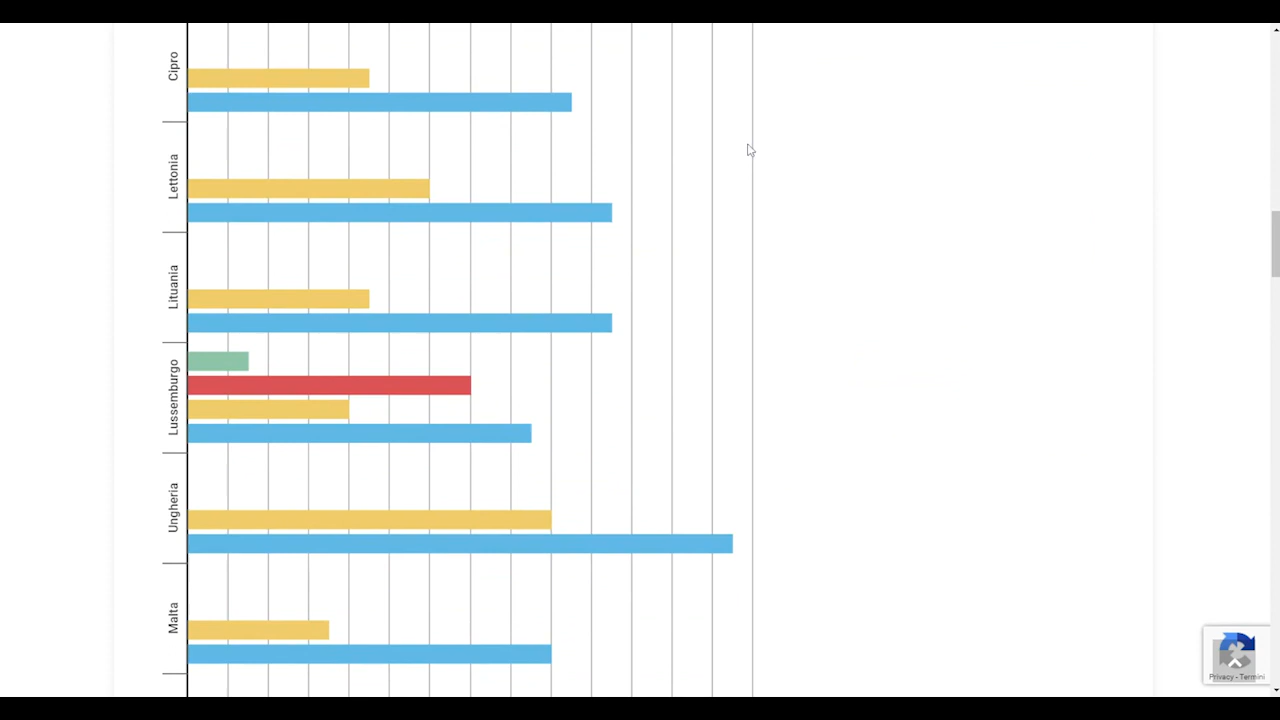 Cipro
Lettonia
Lituania
Lussemburgo
Ungheria
Malta
Privacy - Termini